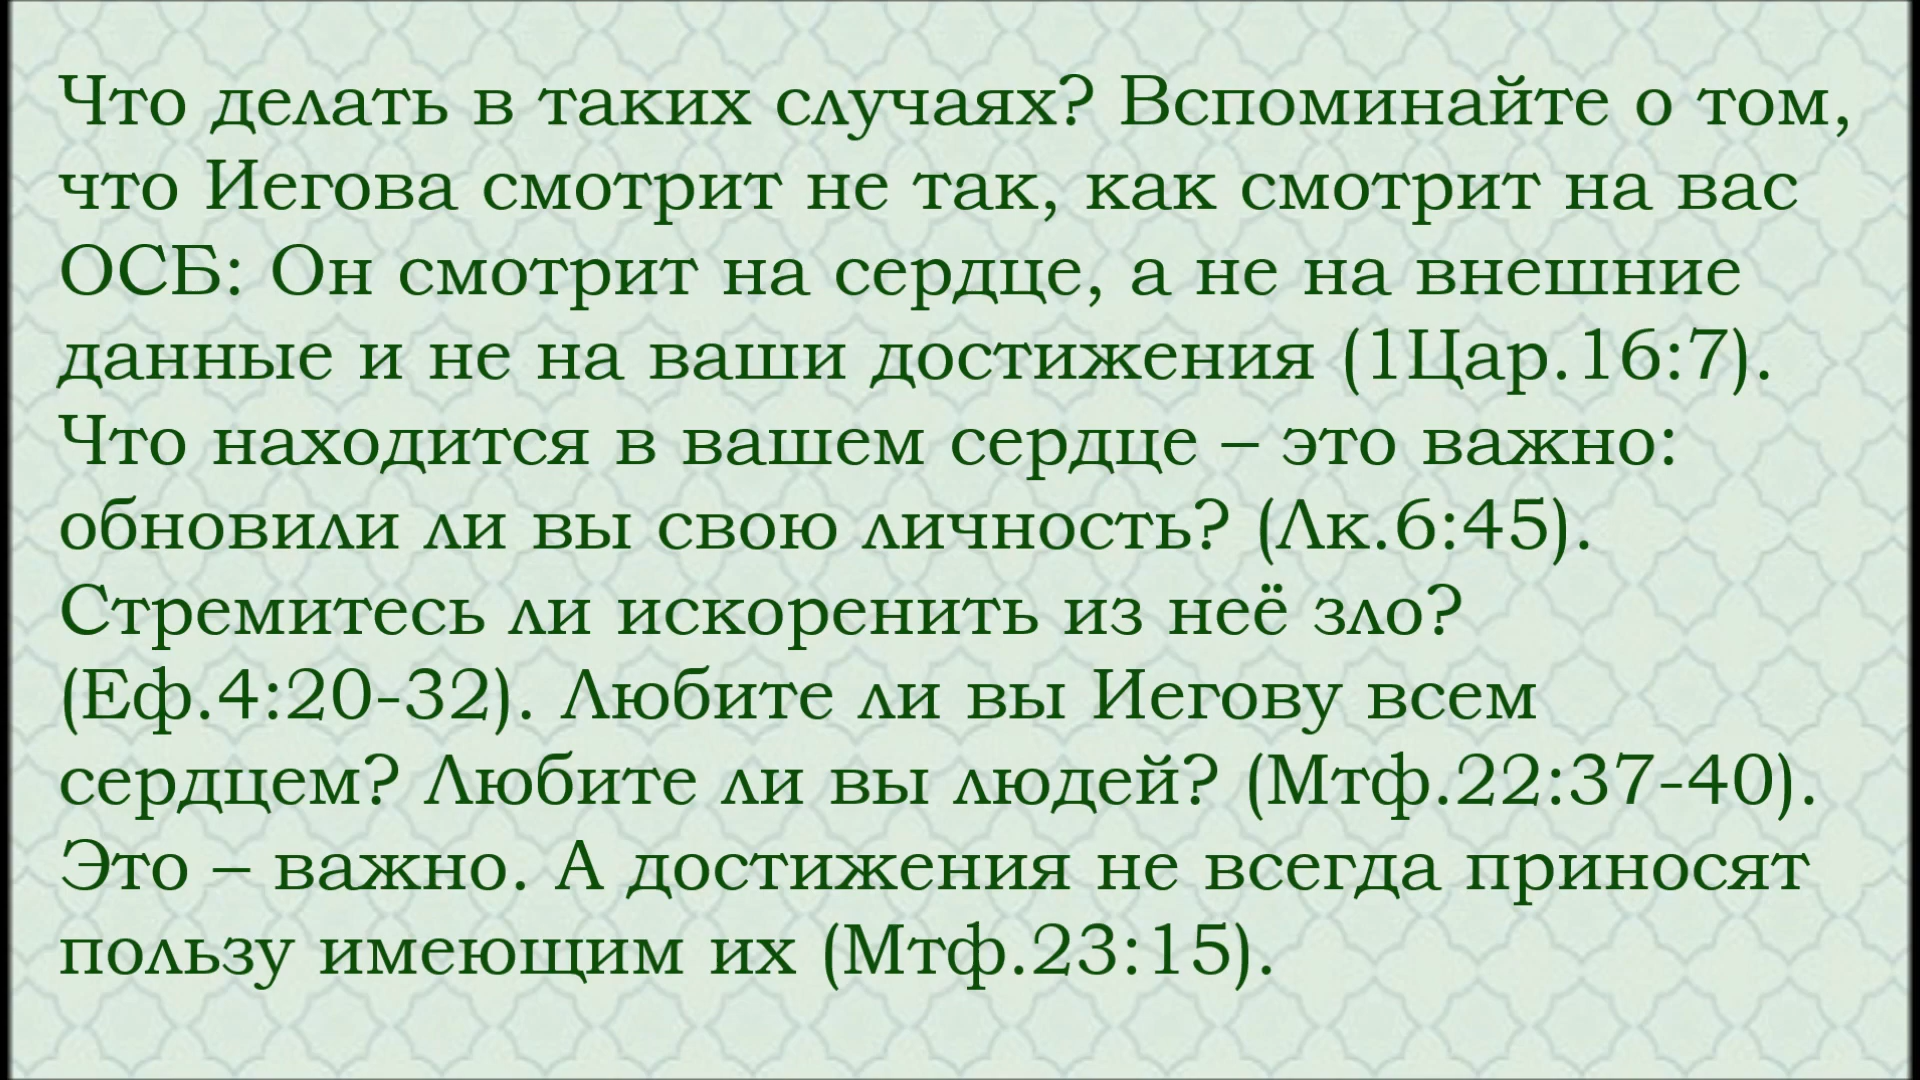 Что делать в таких случаях? Вспоминайте о том,
что Иегова смотрит не так, как смотрит на вас
ОСБ: Он смотрит на сердце, а не на внешние
данные и не на ваши достижения (1Цар.16:7).
Что находится в вашем сердце – это важно:
обновили ли вы свою личность? (Лк.6:45).
Стремитесь ли искоренить из неё зло?
(Еф.4:20-32). Любите ли вы Иегову всем
сердцем? Любите ли вы людей? (Мтф.22:37-40).
Это – важно. А достижения не всегда приносят
пользу имеющим их (Мтф.23:15).